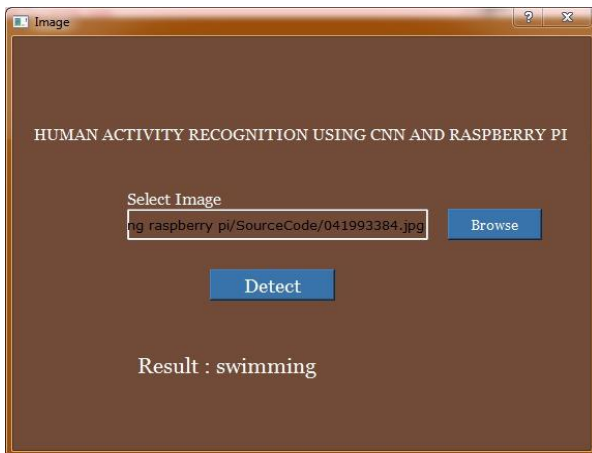 Image
HUMAN ACTIVITY RECOGNITION USING CNN AND RASPBERRY PI
Select Image
ng raspberry pi/SourceCode/041993384.jpg
Browse
Detect
Result : swimming